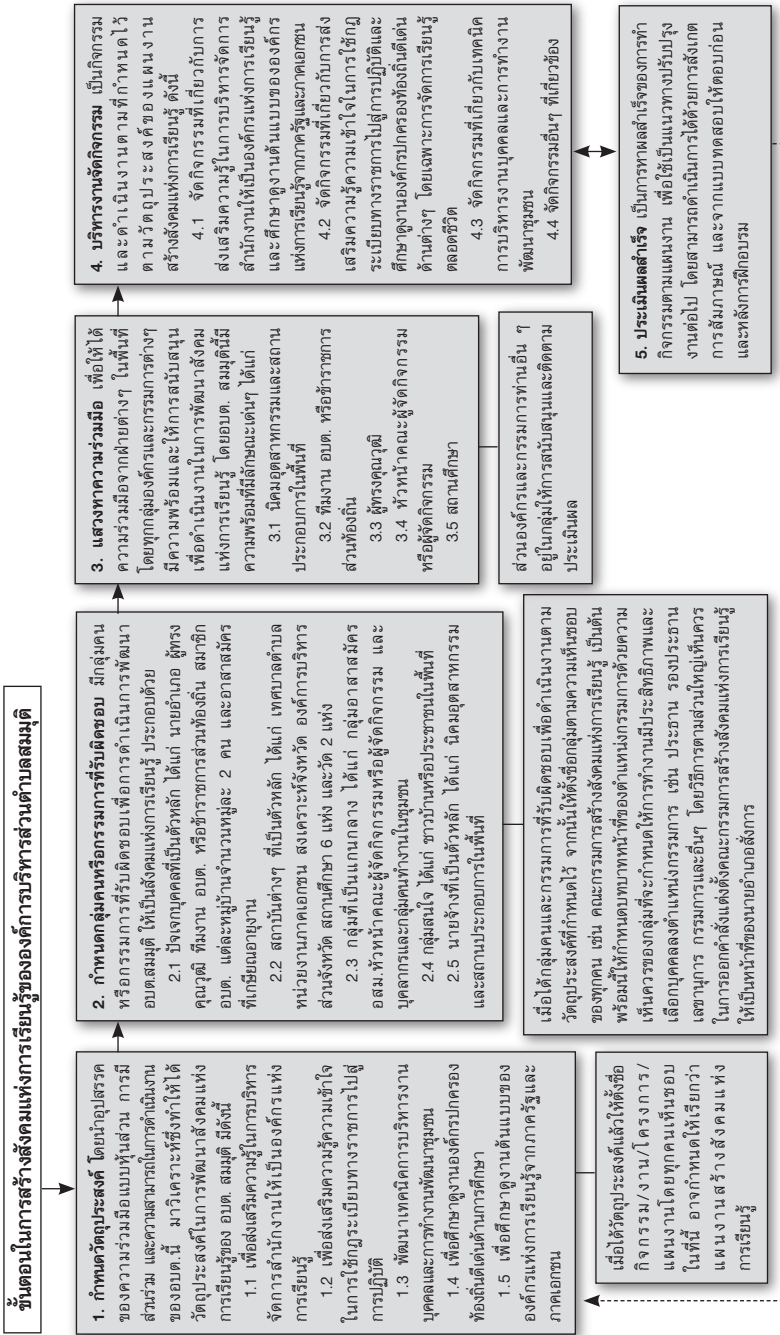 ขั้นตอนในการสร้างสังคมแห่งการเรียนรู้ขององค์การบริหารส่วนตำบลสมมุติ
1. กำหนดวัตถุประสงค์ โดยนำอุปสรรค
ของความร่วมมือแบบหุ้นส่วน การมี
ส่วนร่วม และความสามารถในการดำเนินงาน
ของอบต.นี้ มาวิเคราะห์ซึ่งทำให้ได้
วัตถุประสงค์ในการพัฒนาสังคมแห่ง
การเรียนรู้ของ อบต. สมมุติ มีดังนี้
1.1 เพื่อส่งเสริมความรู้ในการบริหาร
จัดการสำนักงานให้เป็นองค์กรแห่ง
การเรียนรู้
1.2 เพื่อส่งเสริมความรู้ความเข้าใจ
ในการใช้กฎระเบียบทางราชการไปสู่
การปฏิบัติ
1.3 พัฒนาเทคนิคการบริหารงาน
บุคคลและการทำงานพัฒนาชุมชน
1.4 เพื่อศึกษาดูงานองค์กรปกครอง
ท้องถิ่นดีเด่นด้านการศึกษา
1.5 เพื่อศึกษาดูงานต้นแบบของ
องค์กรแห่งการเรียนรู้จากภาครัฐและ
ภาคเอกชน
เมื่อได้วัตถุประสงค์แล้วให้ตั้งชื่อ
กิจกรรม/งาน/โครงการ/
แผนงานโดยทุกคนเห็นชอบ
ในที่นี้ อาจกำหนดให้เรียกว่า
แผนงานสร้างสังคมแห่ง
การเรียนรู้
2. กำหนดกลุ่มคนหรือกรรมการที่รับผิดชอบ มีกลุ่มคน
หรือกรรมการที่รับผิดชอบเพื่อการดำเนินการพัฒนา
อบต.สมมุติ ให้เป็นสังคมแห่งการเรียนรู้ ประกอบด้วย
2.1 ปัจเจกบุคคลที่เป็นตัวหลัก ได้แก่ นายอำเภอ ผู้ทรง
คุณวุฒิ ทีมงาน อบต. หรือข้าราชการส่วนท้องถิ่น สมาชิก
อบต. แต่ละหมู่บ้านจำนวนหมู่ละ 2 คน และอาสาสมัคร
ที่เกษียณอายุงาน
2.2 สถาบันต่างๆ ที่เป็นตัวหลัก ได้แก่ เทศบาลตำบล
หน่วยงานภาคเอกชน สงเคราะห์จังหวัด องค์การบริหาร
ส่วนจังหวัด สถานศึกษา 6 แห่ง และวัด 2 แห่ง
2.3 กลุ่มที่เป็นแกนกลาง ได้แก่ กลุ่มอาสาสมัคร
อสม. หัวหน้าคณะผู้จัดกิจกรรมหรือผู้จัดกิจกรรม และ
บุคลากรและกลุ่มคนทำงานในชุมชน
2.4 กลุ่มสนใจ ได้แก่ ชาวบ้านหรือประชาชนในพื้นที่
2.5 นายจ้างที่เป็นตัวหลัก ได้แก่ นิคมอุตสาหกรรม
และสถานประกอบการในพื้นที่
เมื่อได้กลุ่มคนและกรรมการที่รับผิดชอบเพื่อดำเนินงานตาม
วัตถุประสงค์ที่กำหนดไว้ จากนั้นให้ตั้งชื่อกลุ่มตามความเห็นชอบ
ของทุกคน เช่น คณะกรรมการสร้างสังคมแห่งการเรียนรู้ เป็นต้น
พร้อมนี้ให้กำหนดบทบาทหน้าที่ของตำแหน่งกรรมการด้วยความ
เห็นควรของกลุ่มที่จะกำหนดให้การทำงานมีประสิทธิภาพและ
เลือกบุคคลลงตำแหน่งกรรมการ เช่น ประธาน รองประธาน
เลขานุการ กรรมการและอื่นๆ โดยวิธีการตามส่วนใหญ่เห็นควร
ในการออกคำสั่งแต่งตั้งคณะกรรมการสร้างสังคมแห่งการเรียนรู้
ให้เป็นหน้าที่ของนายอำเภอสั่งการ
3. แสวงหาความร่วมมือ เพื่อให้ได้
ความร่วมมือจากฝ่ายต่างๆ ในพื้นที่
โดยทุกกลุ่มองค์กรและกรรมการต่างๆ
มีความพร้อมและให้การสนับสนุน
เพื่อดำเนินงานในการพัฒนาสังคม
แห่งการเรียนรู้ โดยอบต. สมมุตินี้มี
ความพร้อมที่มีลักษณะเด่นๆ ได้แก่
3.1 นิคมอุตสาหกรรมและสถาน
ประกอบการในพื้นที่
3.2 ทีมงาน อบต. หรือข้าราชการ
ส่วนท้องถิ่น
3.3 ผู้ทรงคุณวุฒิ
3.4 หัวหน้าคณะผู้จัดกิจกรรม
หรือผู้จัดกิจกรรม
3.5 สถานศึกษา
ส่วนองค์กรและกรรมการท่านอื่น ๆ
อยู่ในกลุ่มให้การสนับสนุนและติดตาม
ประเมินผล
4. บริหารงานจัดกิจกรรม เป็นกิจกรรม
และดำเนินงานตามที่กำหนดไว้
ตามวัตถุประสงค์ของแผนงาน
สร้างสังคมแห่งการเรียนรู้ ดังนี้
4.1 จัดกิจกรรมที่เกี่ยวกับการ
ส่งเสริมความรู้ในการบริหารจัดการ
สำนักงานให้เป็นองค์กรแห่งการเรียนรู้
และศึกษาดูงานต้นแบบขององค์กร
แห่งการเรียนรู้จากภาครัฐและภาคเอกชน
4.2 จัดกิจกรรมที่เกี่ยวกับการส่ง
เสริมความรู้ความเข้าใจในการใช้กฎ
ระเบียบทางราชการไปสู่การปฏิบัติและ
ศึกษาดูงานองค์กรปกครองท้องถิ่นดีเด่น
ด้านต่างๆ โดยเฉพาะการจัดการเรียนรู้
ตลอดชีวิต
4.3 จัดกิจกรรมที่เกี่ยวกับเทคนิค
การบริหารงานบุคคลและการทำงาน
พัฒนาชุมชน
4.4 จัดกิจกรรมอื่นๆ ที่เกี่ยวข้อง
5. ประเมินผลสำเร็จ เป็นการหาผลสำเร็จของการทำ
กิจกรรมตามแผนงาน เพื่อใช้เป็นแนวทางปรับปรุง
งานต่อไป โดยสามารถดำเนินการได้ด้วยการสังเกต
การสัมภาษณ์ และจากแบบทดสอบให้ตอบก่อน
และหลังการฝึกอบรม